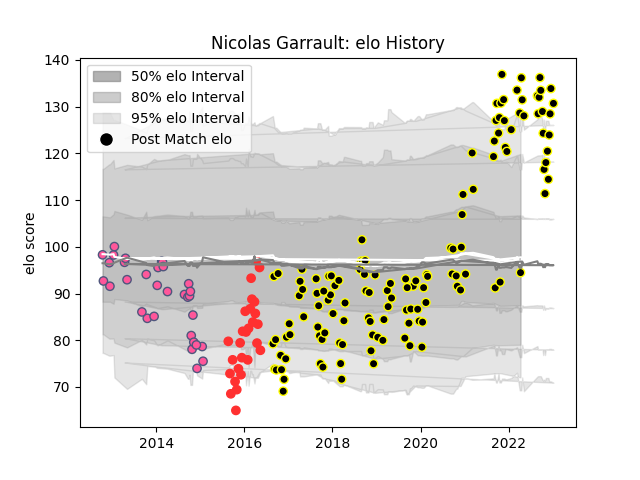 Nicolas Garrault: elo History
140
130
120
110
100
90
80
70
elo score
50% elo Interval
80% elo Interval
95% elo Interval
Post Match elo
2014
2016
2018
2020
2022